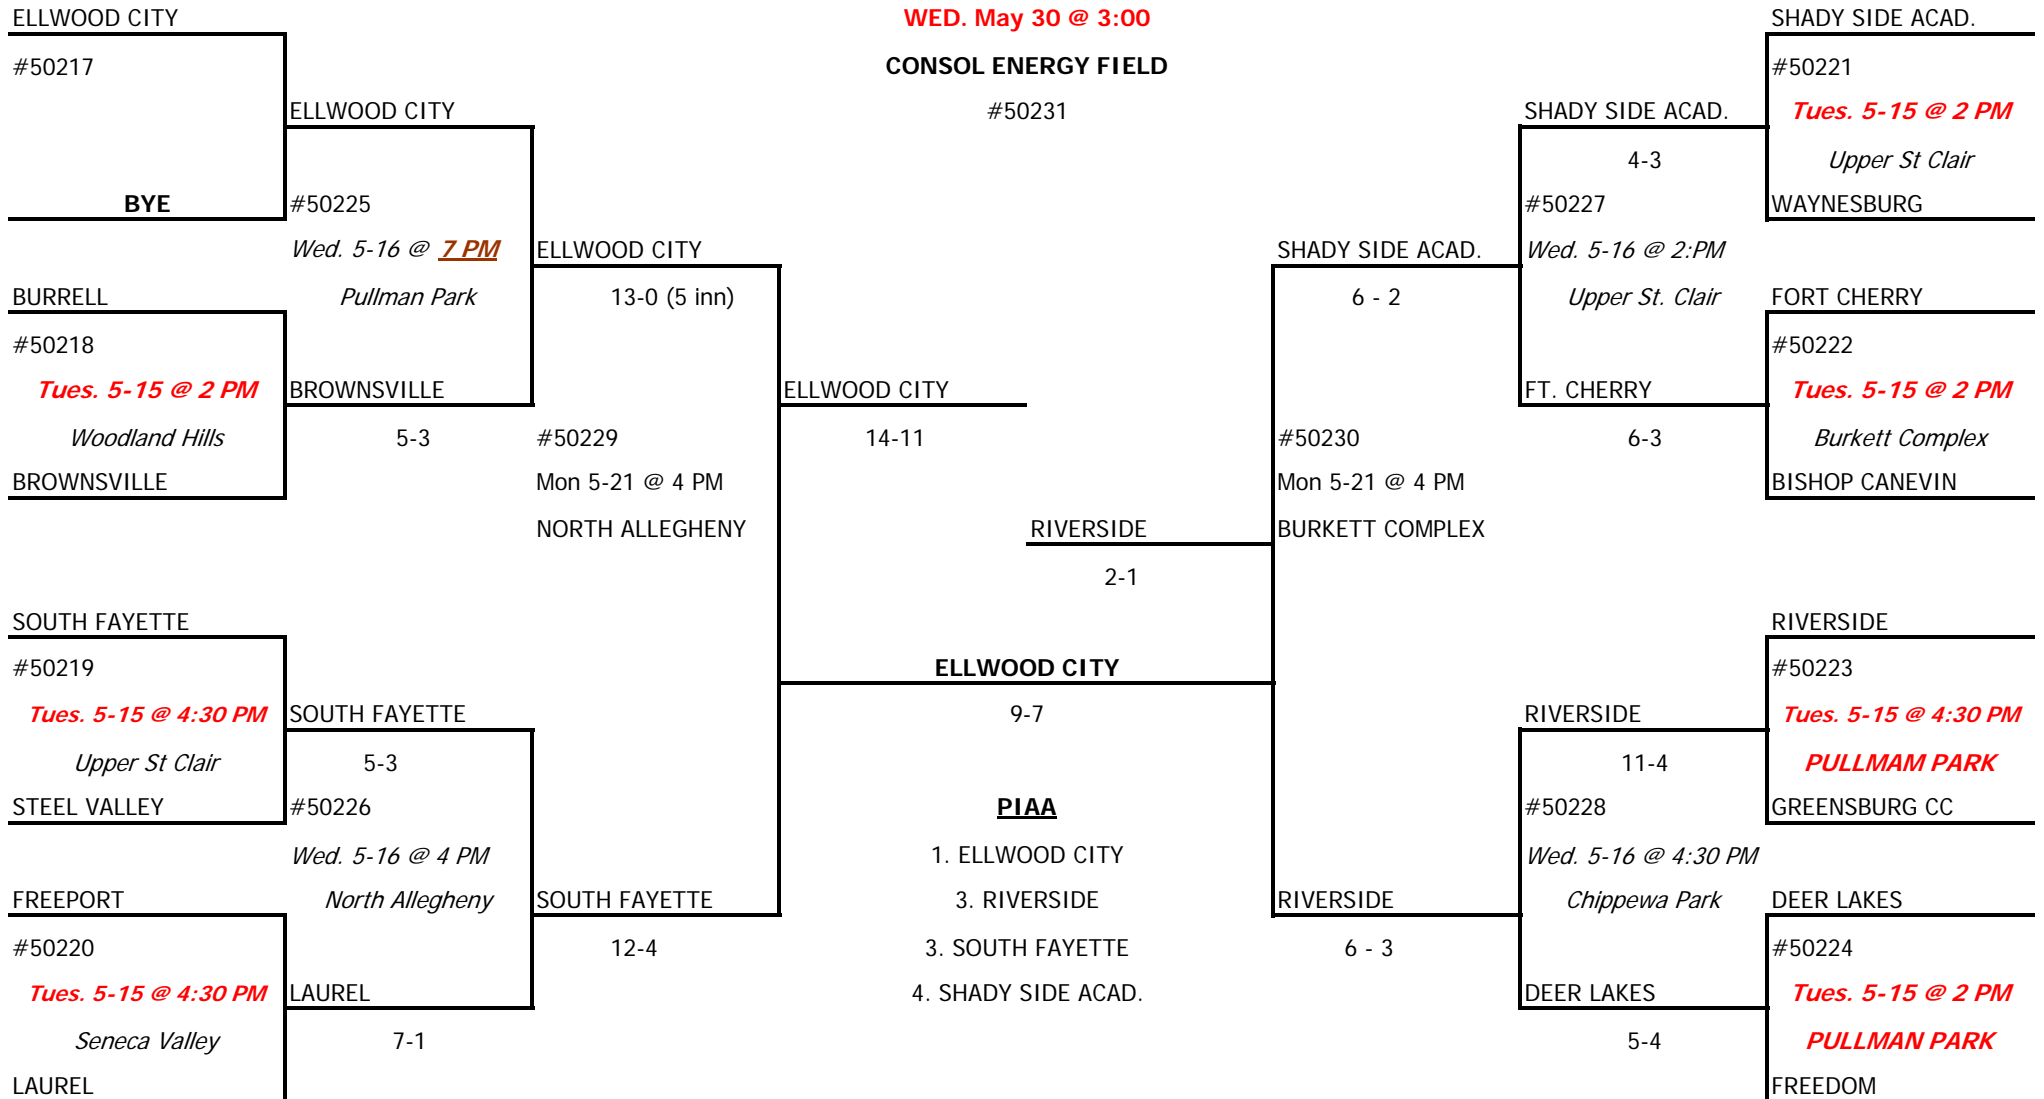 ELLWOOD CITY
#50217
ELLWOOD CITY
BYE
#50225
Wed. 5-16 @ 7 PM
Pullman Park
BURRELL
#50218
Tues. 5-15 @ 2 PM
Woodland Hills
BROWNSVILLE
BROWNSVILLE
5-3
ELLWOOD CITY
13-0 (5 inn)
#50229
Mon 5-21 @ 4 PM
NORTH ALLEGHENY
ELLWOOD CITY
14-11
SOUTH FAYETTE
#50219
Tues. 5-15 @ 4:30 PM
Upper St Clair
STEEL VALLEY
SOUTH FAYETTE
5-3
#50226
Wed. 5-16 @ 4 PM
North Allegheny
FREEPORT
#50220
Tues. 5-15 @ 4:30 PM
Seneca Valley
LAUREL
LAUREL
7-1
SOUTH FAYETTE
12-4
WED. May 30 @ 3:00
CONSOL ENERGY FIELD
#50231
RIVERSIDE
2-1
ELLWOOD CITY
9-7
PIAA
1. ELLWOOD CITY
3. RIVERSIDE
3. SOUTH FAYETTE
4. SHADY SIDE ACAD.
SHADY SIDE ACAD.
6 - 2
#50230
Mon 5-21 @ 4 PM
BURKETT COMPLEX
RIVERSIDE
6 - 3
SHADY SIDE ACAD.
4-3
#50227
Wed. 5-16 @ 2:PM
Upper St. Clair
FT. CHERRY
6-3
RIVERSIDE
11-4
#50228
Wed. 5-16 @ 4:30 PM
Chippewa Park
DEER LAKES
5-4
SHADY SIDE ACAD.
#50221
Tues. 5-15 @ 2 PM
Upper St Clair
WAYNESBURG
FORT CHERRY
#50222
Tues. 5-15 @ 2 PM
Burkett Complex
BISHOP CANEVIN
RIVERSIDE
#50223
Tues. 5-15 @ 4:30 PM
PULLMAM PARK
GREENSBURG CC
DEER LAKES
#50224
Tues. 5-15 @ 2 PM
PULLMAN PARK
FREEDOM